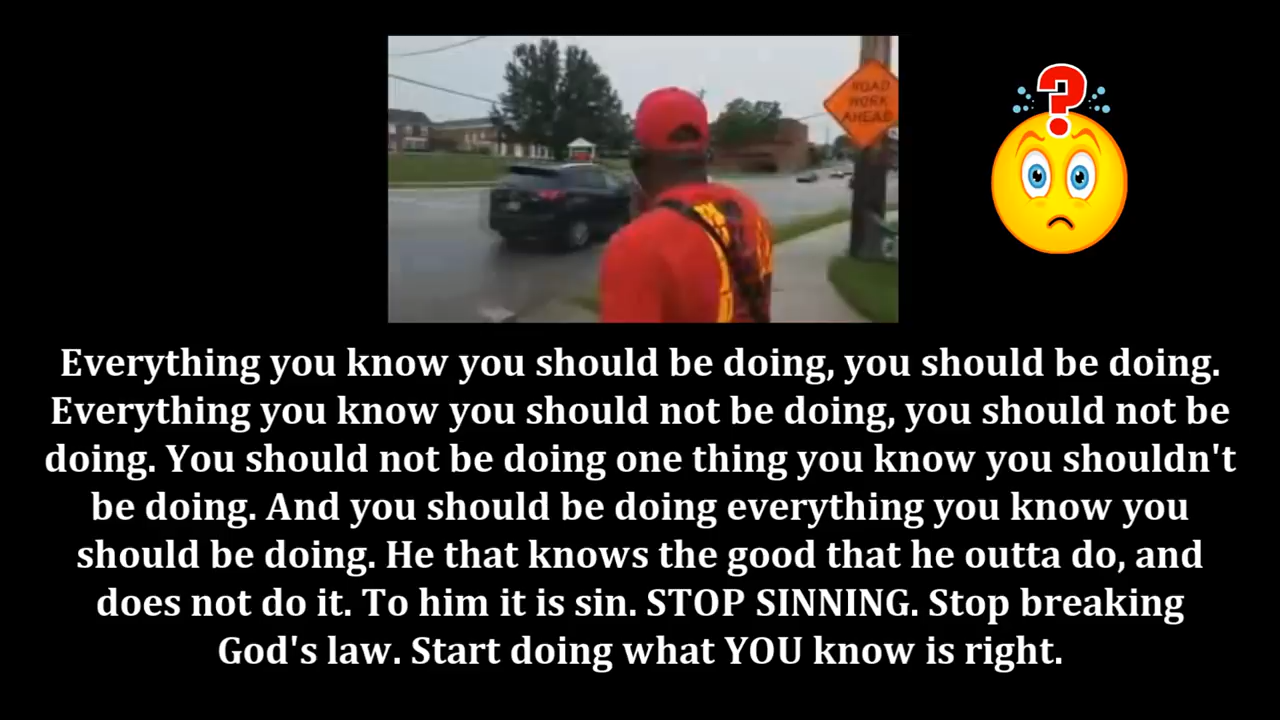 ROAD
WORK
AHEAD
?
Everything you know you should be doing, you should be doing.
Everything you know you should not be doing, you should not be
doing. You should not be doing one thing you know you shouldn't
be doing. And you should be doing everything you know you
should be doing. He that knows the good that he outta do, and
does not do it. To him it is sin. STOP SINNING. Stop breaking
God's law. Start doing what YOU know is right.